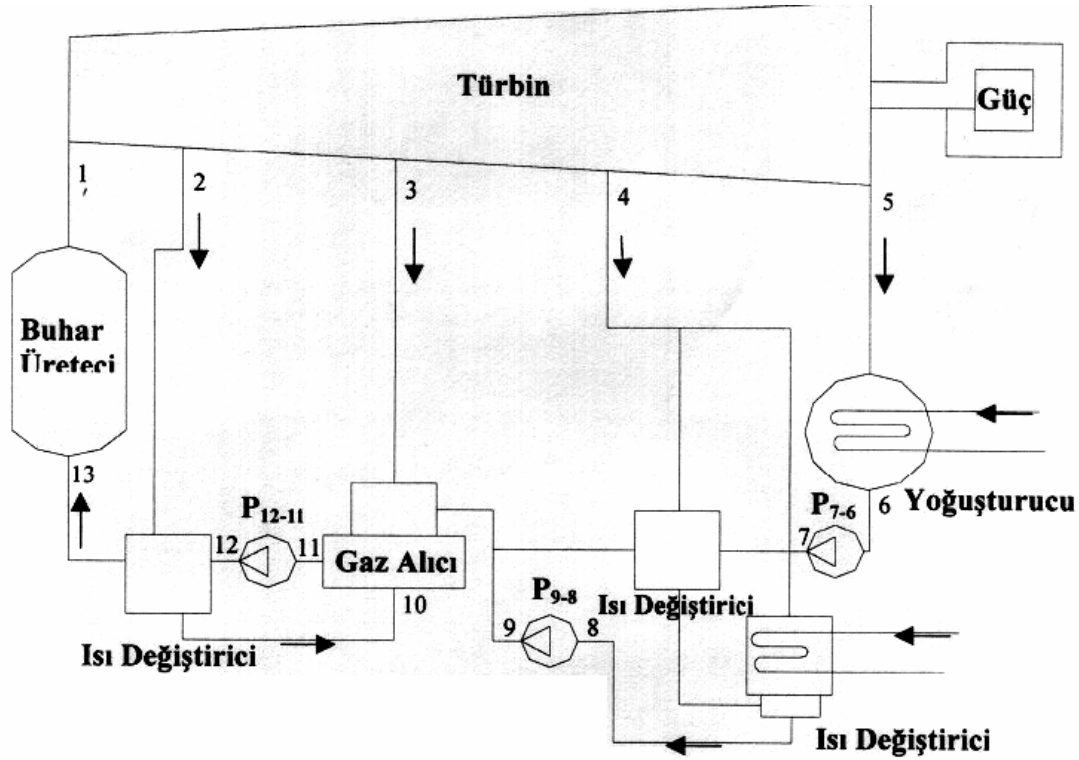 Türbin
Güç
1
2
3
4
5
Buhar
Üreteci
13
12
P12-11
11
Gaz Alıcı
10
Isı Değiştirici
9
P9-8
8
Isı Değiştirici
7
P7-6
6
Yoğuşturucu
Isı Değiştirici